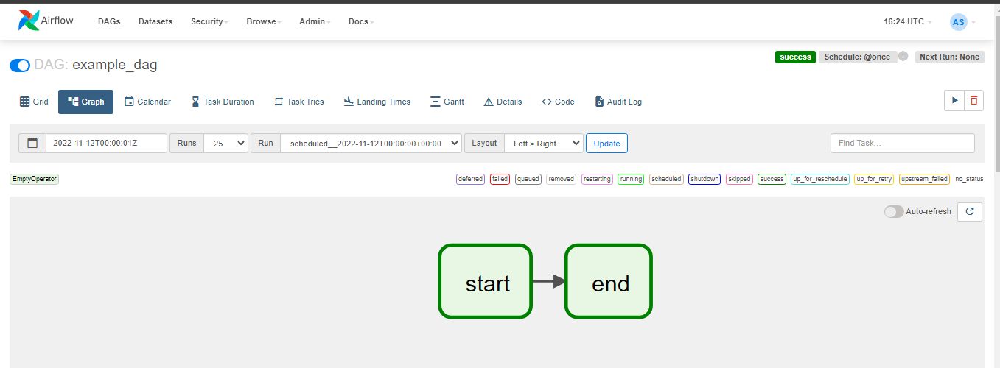 Airflow DAGs Datasets Security Browse Admin Docs 16:24 UTC AS
DAG: example_dag success Schedule: @once i Next Run: None
Grid Graph Calendar Task Duration Task Tries Landing Times Gantt Details <> Code Audit Log
2022-11-12T00:00:01Z Runs 25 Run scheduled__2022-11-12T00:00:00+00:00 Layout Left > Right Update Find Task...
EmptyOperator deferred failed queued removed restarting running scheduled shutdown skipped success up_for_reschedule up_for_retry upstream_failed no_status
Auto-refresh
start end